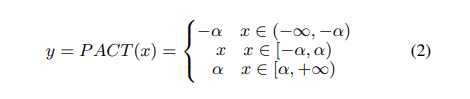 y = PACT(x) = { −α x ∈ (−∞, −α)
x x ∈ [−α, α)
α x ∈ [α, +∞)
(2)